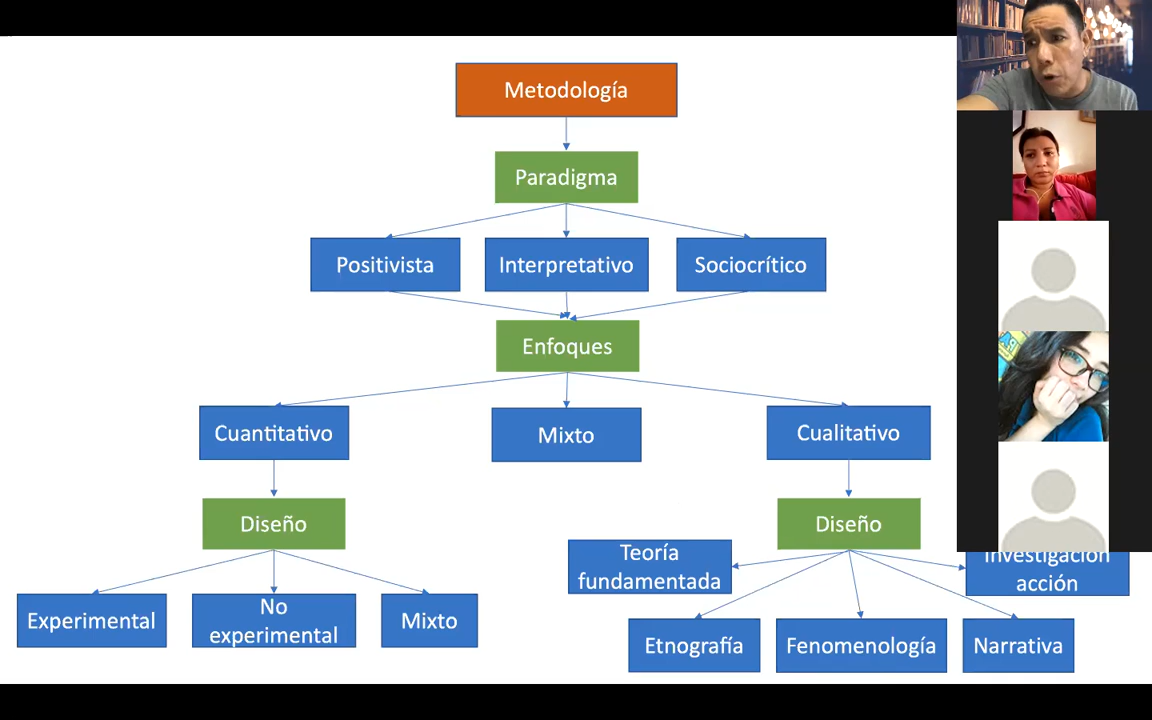 Metodología
Paradigma
Positivista
Interpretativo
Sociocrítico
Enfoques
Cuantitativo
Mixto
Cualitativo
Diseño
Diseño
Teoría
fundamentada
Investigación
acción
Experimental
No
experimental
Mixto
Etnografía
Fenomenología
Narrativa